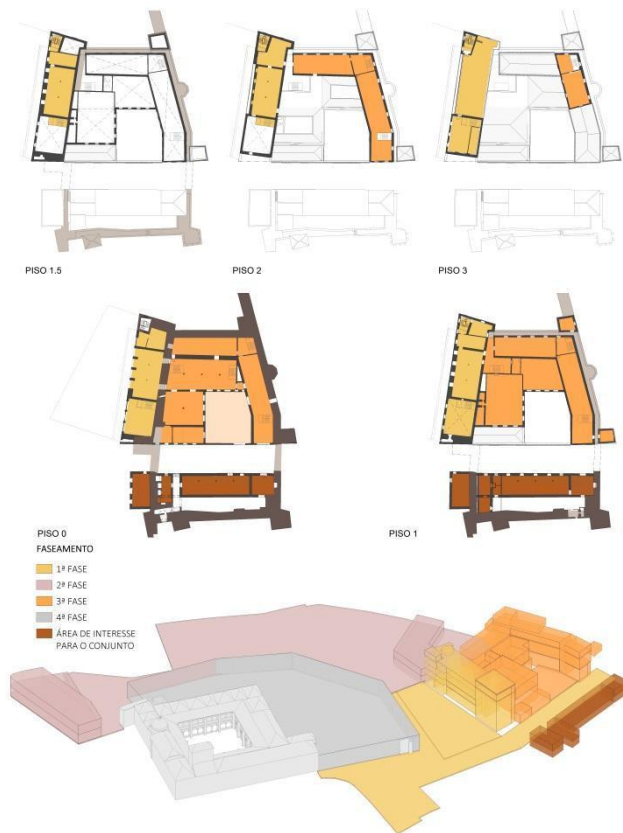 PISO 1.5
PISO 2
PISO 3
PISO 0
PISO 1
FASEAMENTO
1ª FASE
2ª FASE
3ª FASE
4ª FASE
ÁREA DE INTERESSE
PARA O CONJUNTO